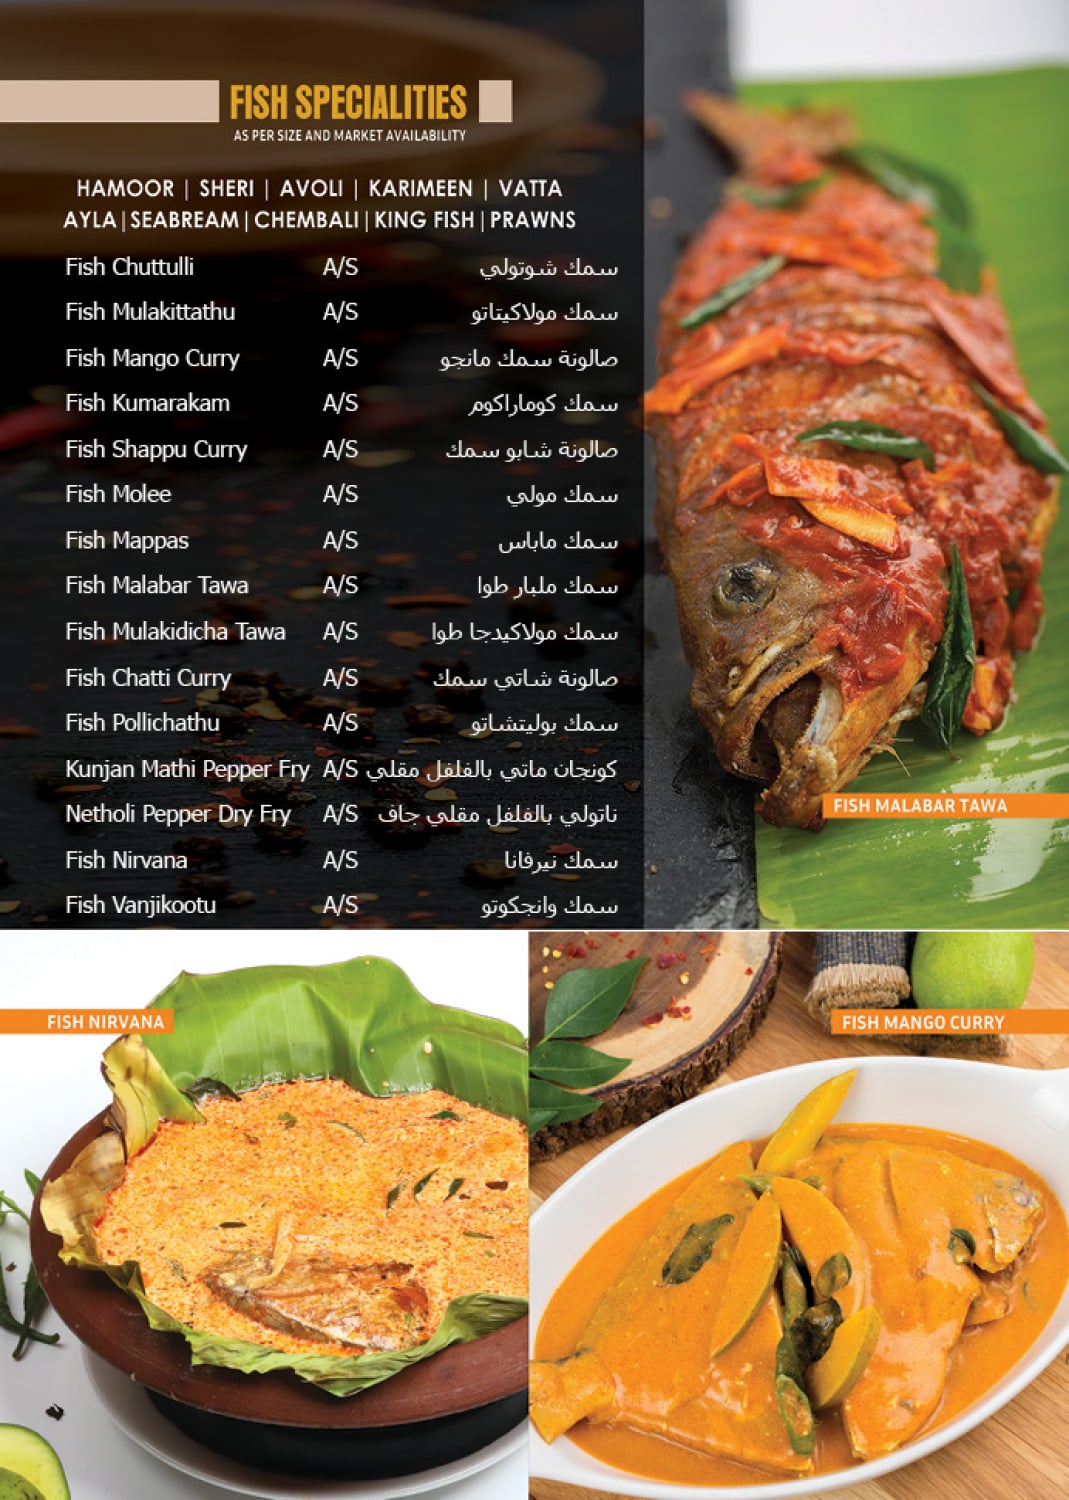 FISH SPECIALITIES
AS PER SIZE AND MARKET AVAILABILITY
HAMOOR | SHERI | AVOLI | KARIMEEN | VATTA
AYLA | SEABREAM | CHEMBALI | KING FISH | PRAWNS
Fish Chuttulli A/S سمك شوتولي
Fish Mulakittathu A/S سمك مولاكيتاتو
Fish Mango Curry A/S صالونة سمك مانجو
Fish Kumarakam A/S سمك كوماراكوم
Fish Shappu Curry A/S صالونة شابو سمك
Fish Molee A/S سمك مولي
Fish Mappas A/S سمك ماباس
Fish Malabar Tawa A/S سمك ملبار طوا
Fish Mulakidicha Tawa A/S سمك مولاكيدجا طوا
Fish Chatti Curry A/S صالونة شاتي سمك
Fish Pollichathu A/S سمك بوليتشاتو
Kunjan Mathi Pepper Fry A/S كونجان ماتي بالفلفل مقلي
Netholi Pepper Dry Fry A/S ناتولي بالفلفل مقلي جاف
Fish Nirvana A/S سمك نيرفانا
Fish Vanjikootu A/S سمك وانجكوتو
FISH MALABAR TAWA
FISH NIRVANA
FISH MANGO CURRY